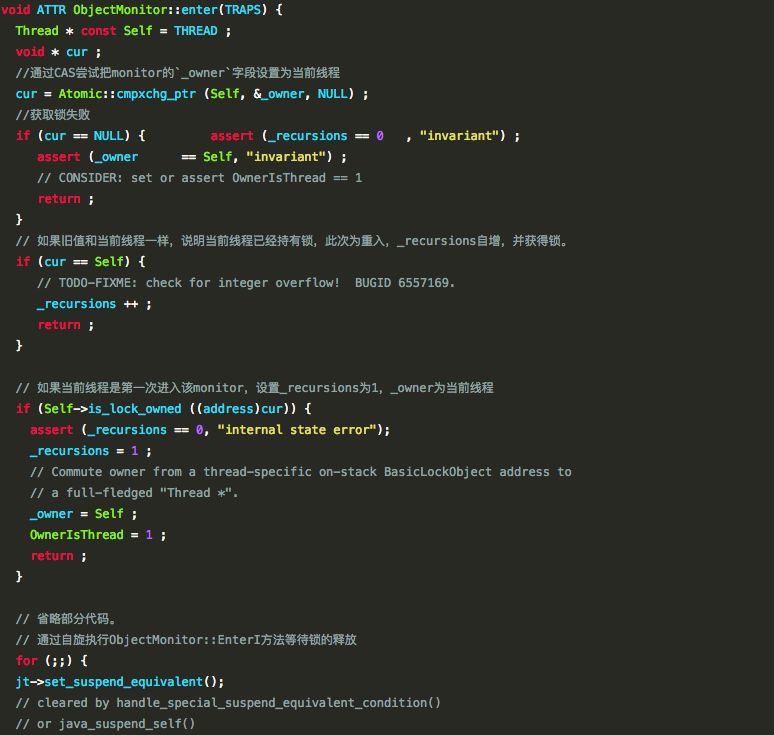 void ATTR ObjectMonitor::enter(TRAPS) {
  Thread * const Self = THREAD ;
  void * cur ;
  //通过CAS尝试把monitor的`_owner`字段设置为当前线程
  cur = Atomic::cmpxchg_ptr (Self, &_owner, NULL) ;
  //获取锁失败
  if (cur == NULL) {         assert (_recursions == 0   , "invariant") ;
     assert (_owner      == Self, "invariant") ;
     // CONSIDER: set or assert OwnerIsThread == 1
     return ;
  }
  // 如果旧值和当前线程一样，说明当前线程已经持有锁，此次为重入，_recursions自增，并获得锁。
  if (cur == Self) {
     // TODO-FIXME: check for integer overflow!  BUGID 6557169.
     _recursions ++ ;
     return ;
  }

  // 如果当前线程是第一次进入该monitor，设置_recursions为1，_owner为当前线程
  if (Self->is_lock_owned ((address)cur)) {
    assert (_recursions == 0, "internal state error");
    _recursions = 1 ;
    // Commute owner from a thread-specific on-stack BasicLockObject address to
    // a full-fledged "Thread *".
    _owner = Self ;
    OwnerIsThread = 1 ;
    return ;
  }

  // 省略部分代码。
  // 通过自旋执行ObjectMonitor::EnterI方法等待锁的释放
  for (;;) {
  jt->set_suspend_equivalent();
  // cleared by handle_special_suspend_equivalent_condition()
  // or java_suspend_self()